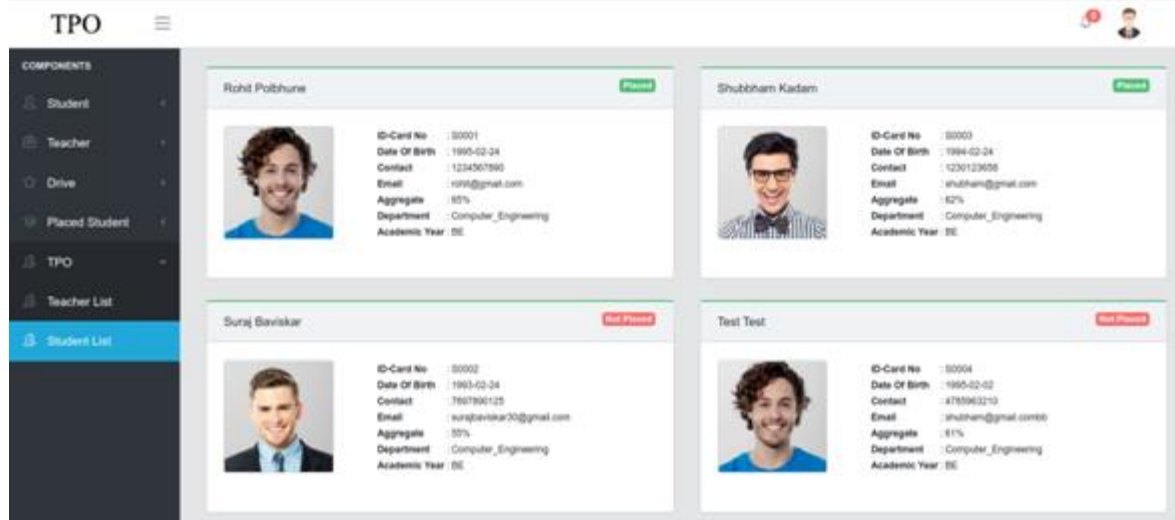 TPO
0
COMPONENTS
Student
Teacher
Drive
Placed Student
TPO
Teacher List
Student List
Rohit Polbhune
Placed
ID-Card No : S0001
Date Of Birth : 1995-02-24
Contact : 1234567890
Email : rohit@gmail.com
Aggregate : 65%
Department : Computer_Engineering
Academic Year : BE
Shubbham Kadam
Placed
ID-Card No : S0003
Date Of Birth : 1994-02-24
Contact : 1230123658
Email : shubham@gmail.com
Aggregate : 62%
Department : Computer_Engineering
Academic Year : BE
Suraj Baviskar
Not Placed
ID-Card No : S0002
Date Of Birth : 1993-02-24
Contact : 7897890125
Email : surajbaviskar30@gmail.com
Aggregate : 55%
Department : Computer_Engineering
Academic Year : BE
Test Test
Not Placed
ID-Card No : S0004
Date Of Birth : 1995-02-02
Contact : 4785963210
Email : shubham@gmail.combb
Aggregate : 61%
Department : Computer_Engineering
Academic Year : BE